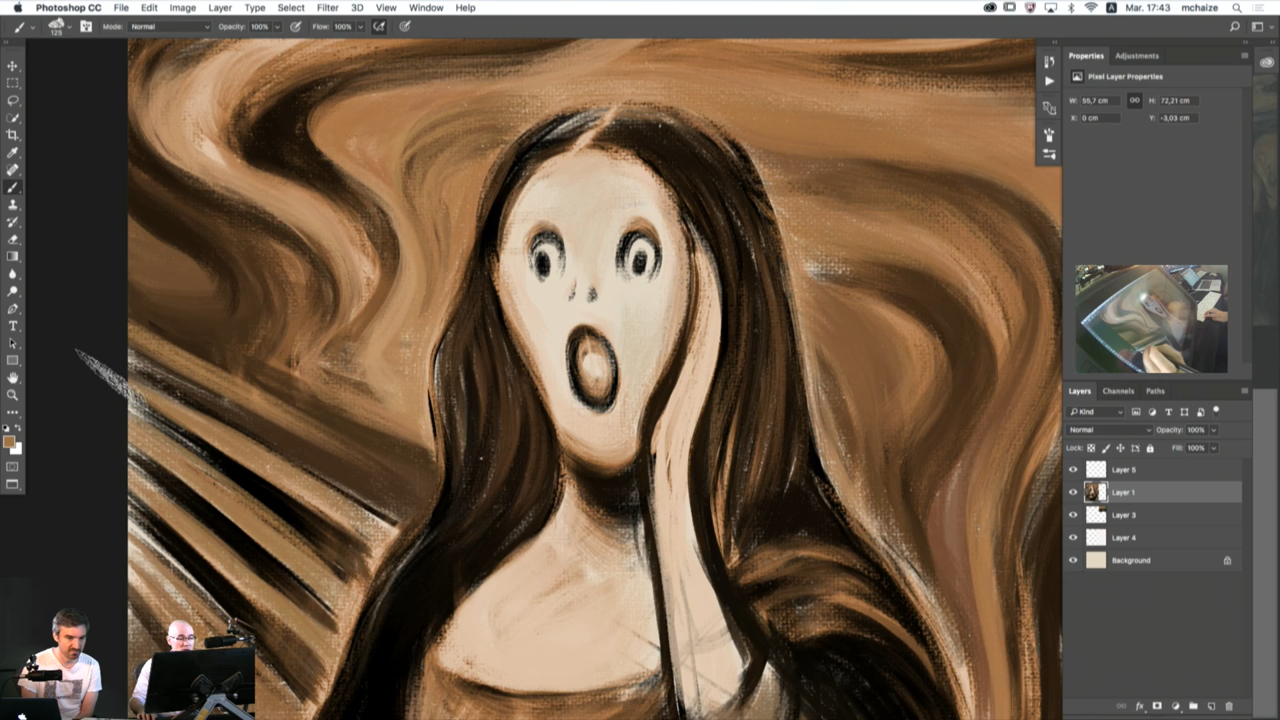 Photoshop CC File Edit Image Layer Type Select Filter 3D View Window Help Mar. 17:43 mchaize
125 Mode: Normal Opacity: 100% Flow: 100%
Properties Adjustments
Pixel Layer Properties
W: 55,7 cm H: 72,21 cm
X: 0 cm Y: -3,03 cm
Layers Channels Paths
Kind
Normal Opacity: 100%
Lock: Fill: 100%
Layer 5
Layer 1
Layer 3
Layer 4
Background